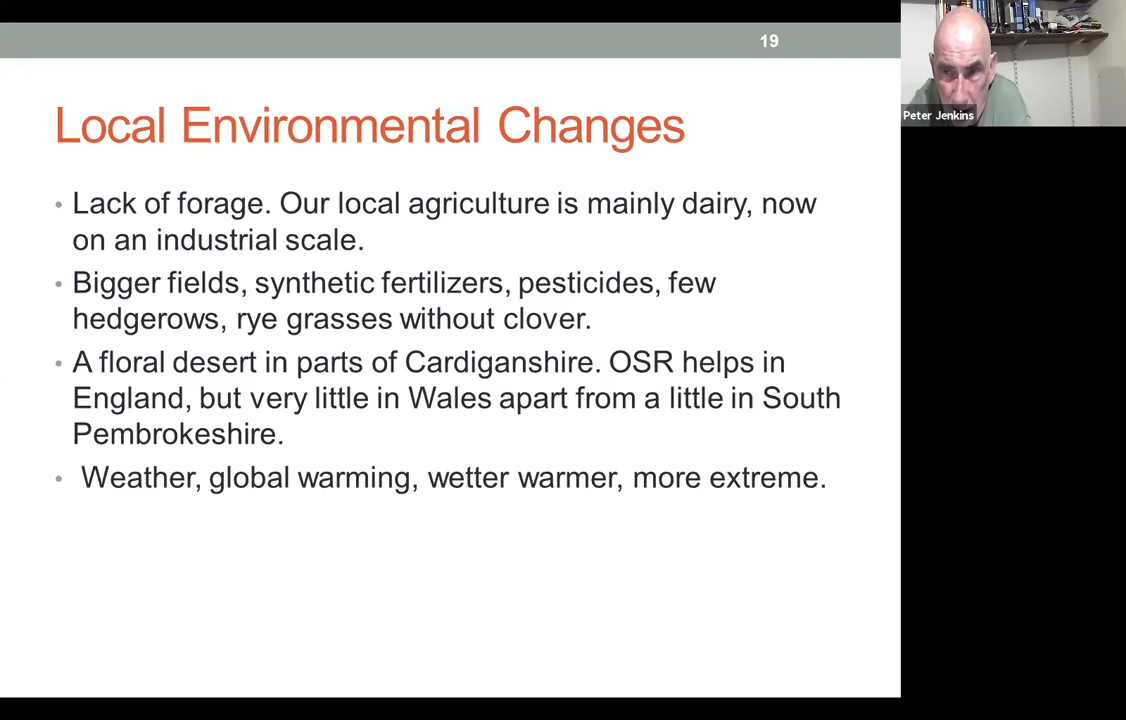 19
Peter Jenkins
Local Environmental Changes
• Lack of forage. Our local agriculture is mainly dairy, now
on an industrial scale.
• Bigger fields, synthetic fertilizers, pesticides, few
hedgerows, rye grasses without clover.
• A floral desert in parts of Cardiganshire. OSR helps in
England, but very little in Wales apart from a little in South
Pembrokeshire.
• Weather, global warming, wetter warmer, more extreme.